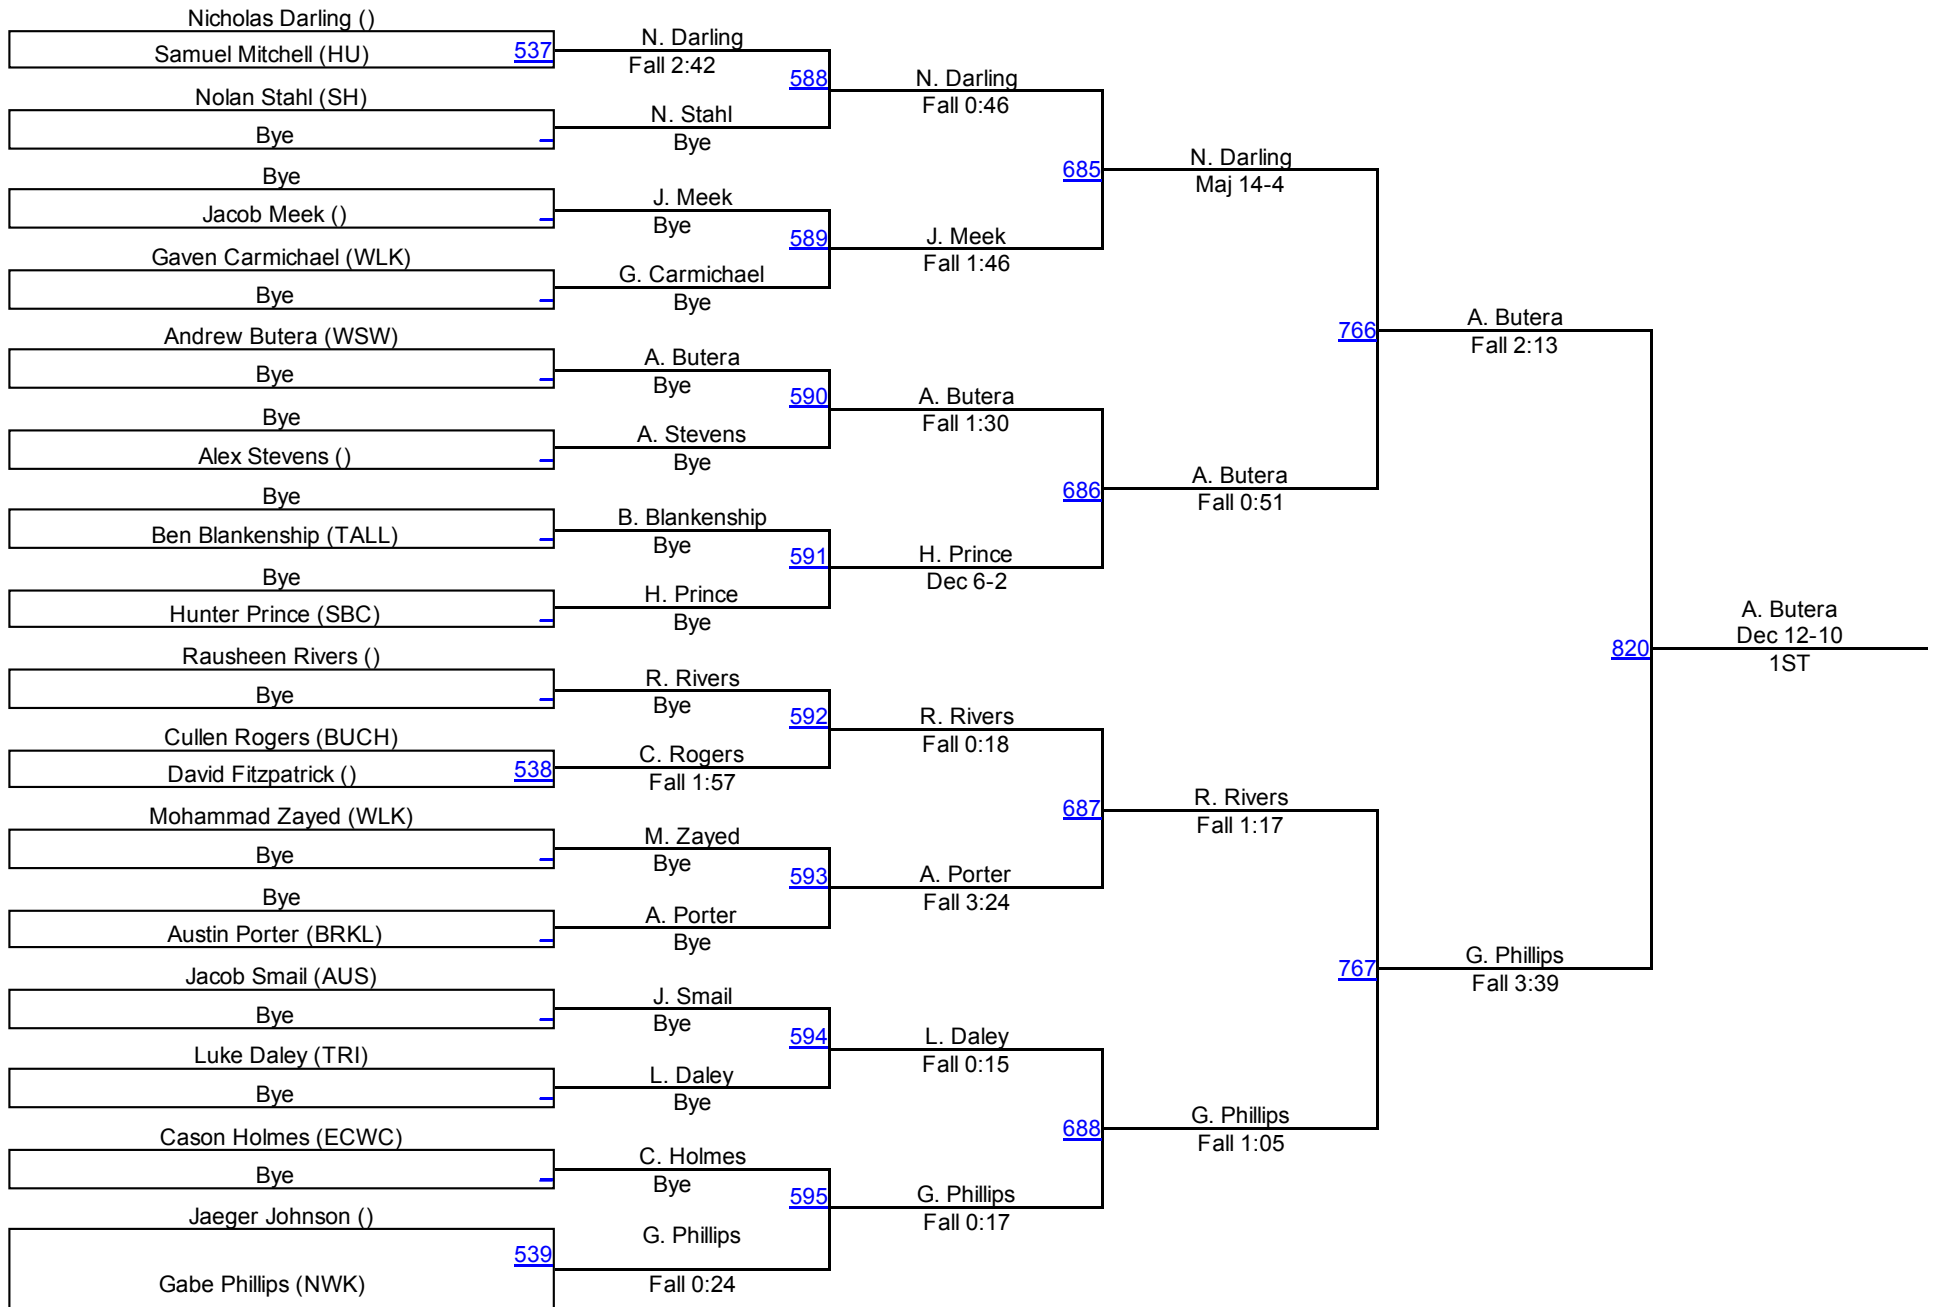 Nicholas Darling ()
Samuel Mitchell (HU)
537
Nolan Stahl (SH)
Bye
Bye
Jacob Meek ()
Gaven Carmichael (WLK)
Bye
Andrew Butera (WSW)
Bye
Bye
Alex Stevens ()
Bye
Ben Blankenship (TALL)
Bye
Hunter Prince (SBC)
Rausheen Rivers ()
Bye
Cullen Rogers (BUCH)
David Fitzpatrick ()
538
Mohammad Zayed (WLK)
Bye
Bye
Austin Porter (BRKL)
Jacob Smail (AUS)
Bye
Luke Daley (TRI)
Bye
Cason Holmes (ECWC)
Bye
Jaeger Johnson ()
539
Gabe Phillips (NWK)
N. Darling
Fall 2:42
588
N. Stahl
Bye
J. Meek
Bye
589
G. Carmichael
Bye
A. Butera
Bye
590
A. Stevens
Bye
B. Blankenship
Bye
591
H. Prince
Bye
R. Rivers
Bye
592
C. Rogers
Fall 1:57
M. Zayed
Bye
593
A. Porter
Bye
J. Smail
Bye
594
L. Daley
Bye
C. Holmes
Bye
595
G. Phillips
Fall 0:24
N. Darling
Fall 0:46
685
J. Meek
Fall 1:46
A. Butera
Fall 1:30
686
H. Prince
Dec 6-2
R. Rivers
Fall 0:18
687
A. Porter
Fall 3:24
L. Daley
Fall 0:15
688
G. Phillips
Fall 0:17
N. Darling
Maj 14-4
766
A. Butera
Fall 0:51
R. Rivers
Fall 1:17
767
G. Phillips
Fall 1:05
A. Butera
Fall 2:13
820
G. Phillips
Fall 3:39
A. Butera
Dec 12-10
1ST